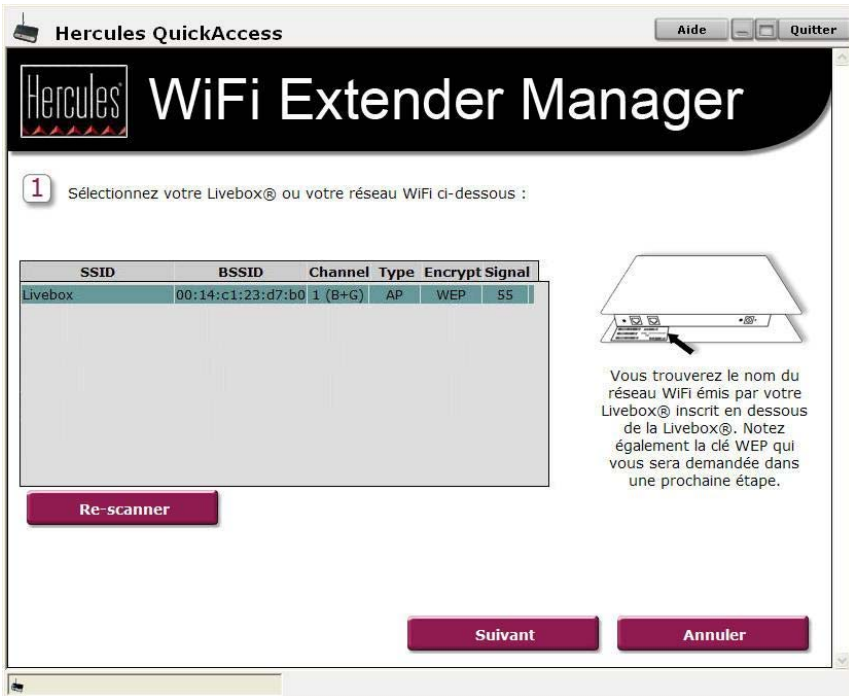 Hercules QuickAccess
Aide
Quitter
Hercules
WiFi Extender Manager
1
Sélectionnez votre Livebox® ou votre réseau WiFi ci-dessous :
SSID BSSID Channel Type Encrypt Signal
Livebox 00:14:c1:23:d7:b0 1 (B+G) AP WEP 55
Vous trouverez le nom du
réseau WiFi émis par votre
Livebox® inscrit en dessous
de la Livebox®. Notez
également la clé WEP qui
vous sera demandée dans
une prochaine étape.
Re-scanner
Suivant
Annuler